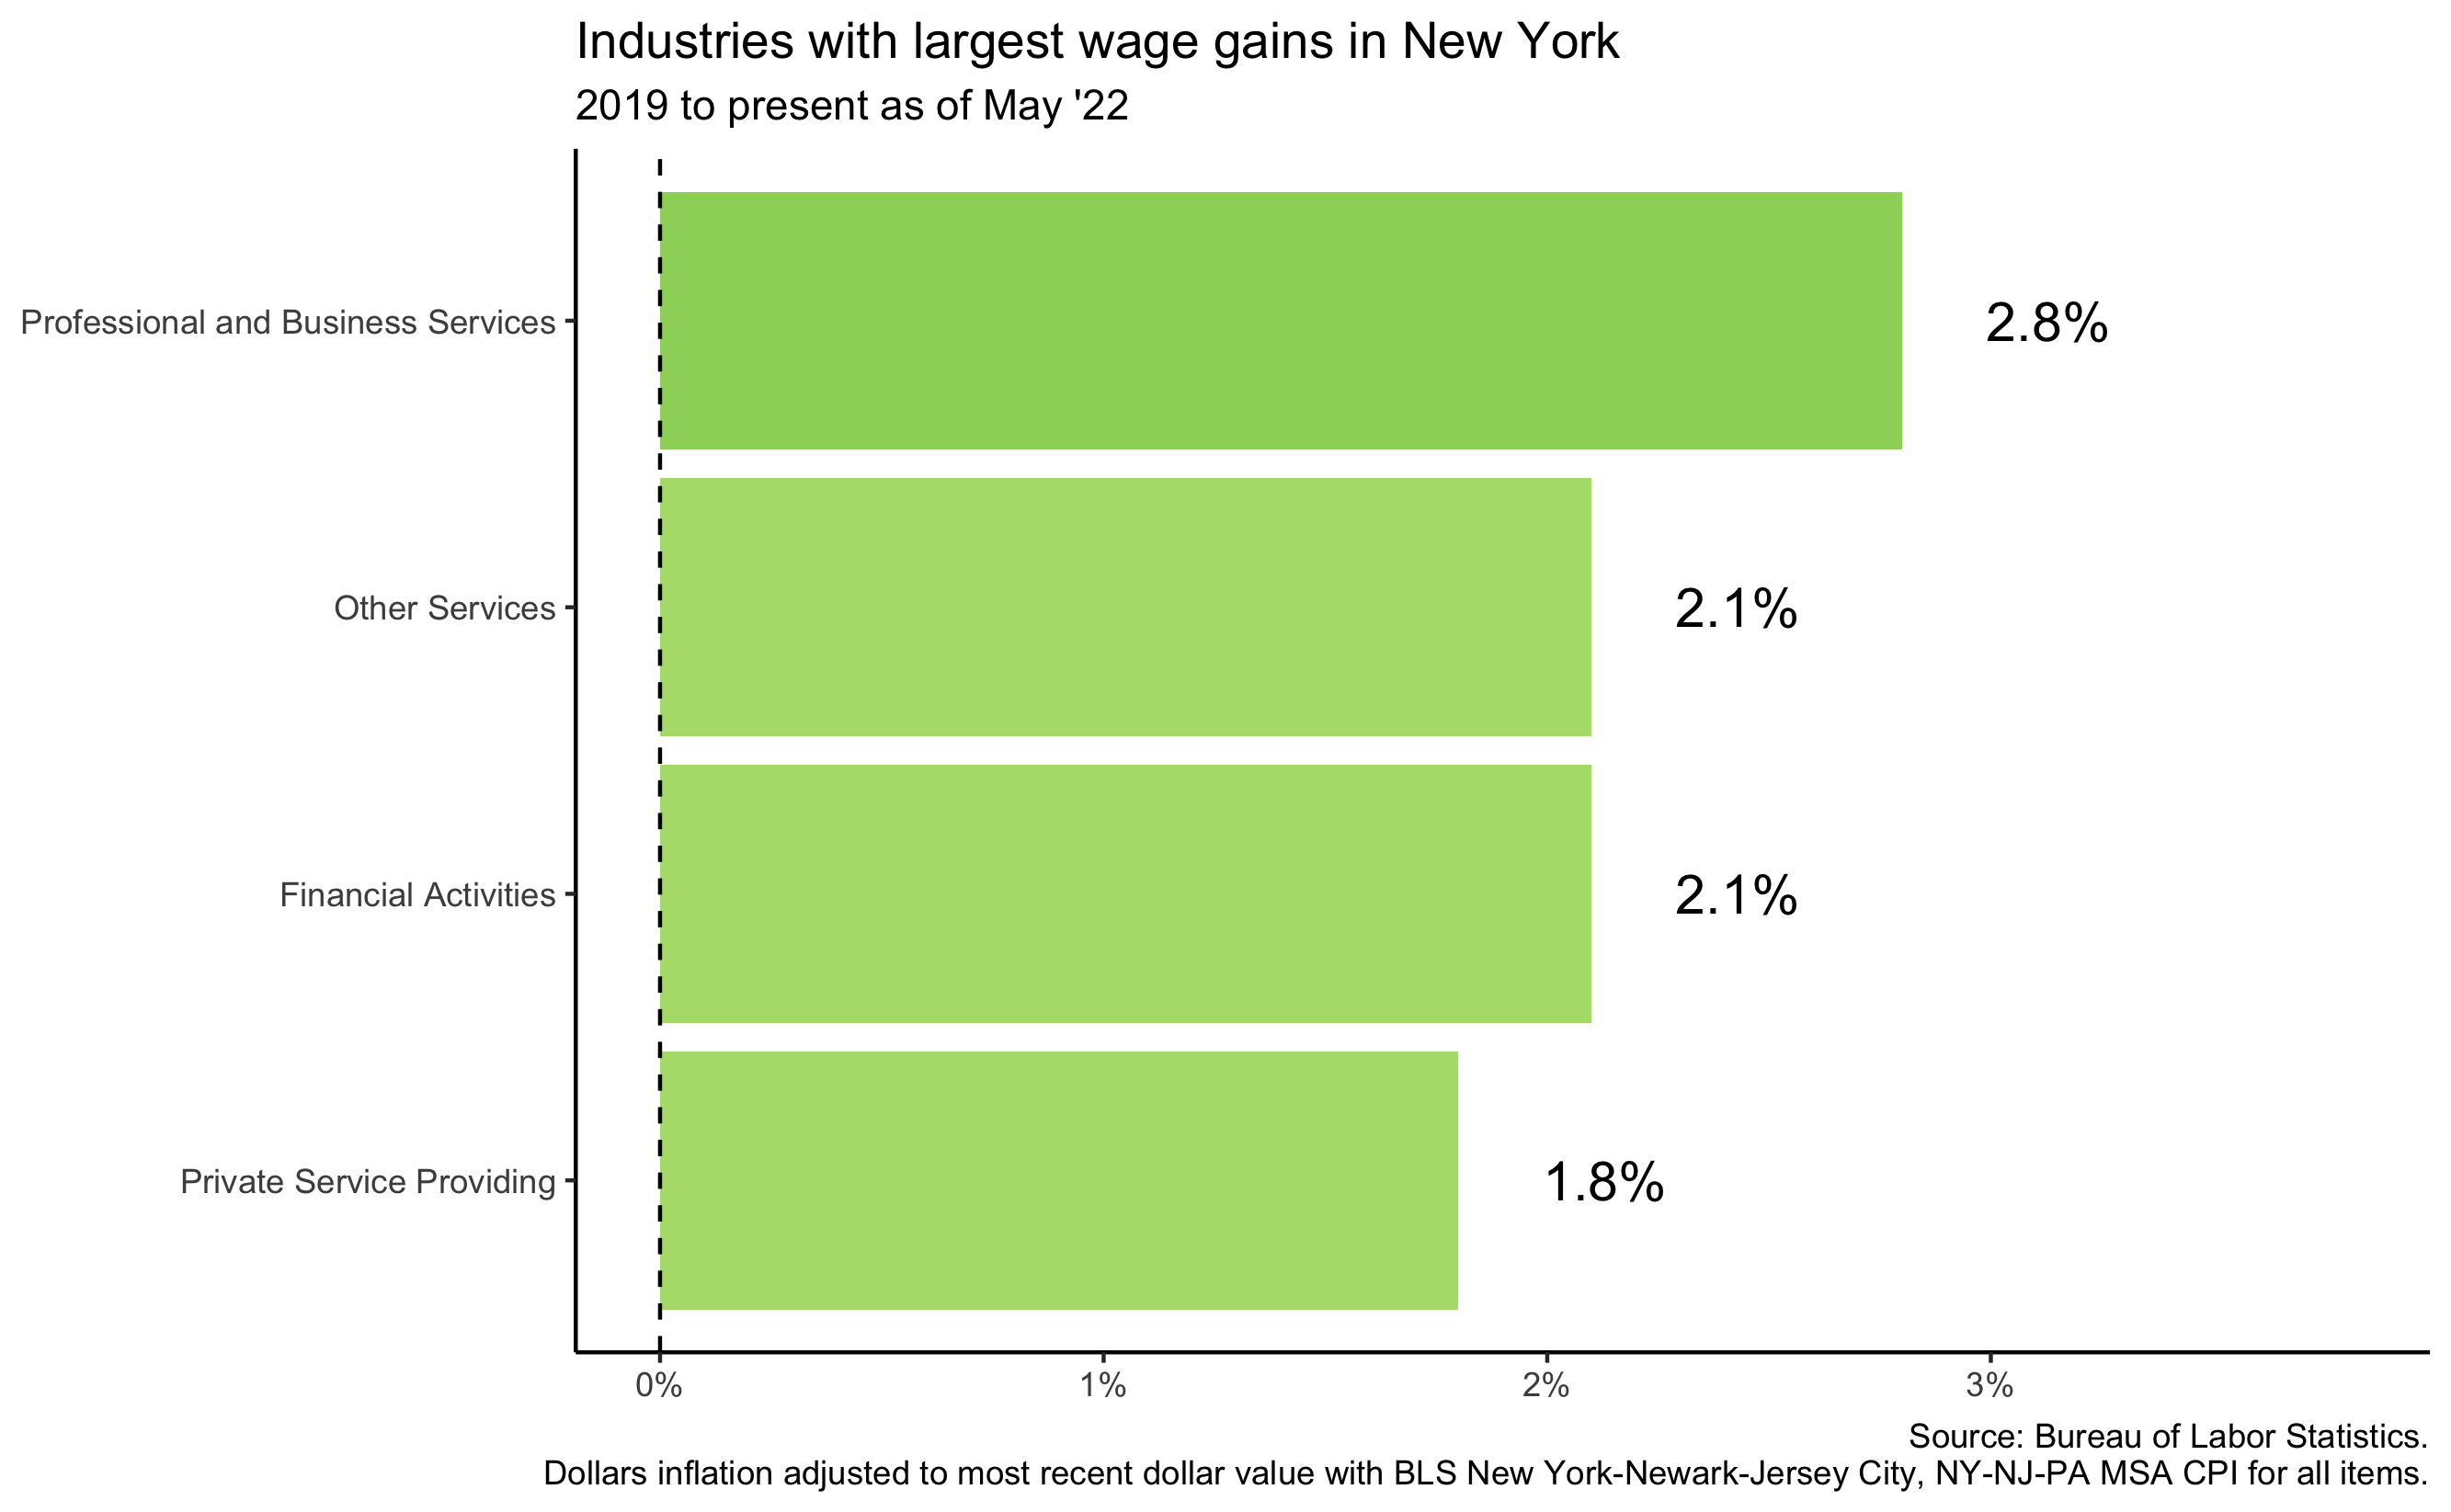 Industries with largest wage gains in New York
2019 to present as of May '22
Professional and Business Services
2.8%
Other Services
2.1%
Financial Activities
2.1%
Private Service Providing
1.8%
0%
1%
2%
3%
Source: Bureau of Labor Statistics.
Dollars inflation adjusted to most recent dollar value with BLS New York-Newark-Jersey City, NY-NJ-PA MSA CPI for all items.